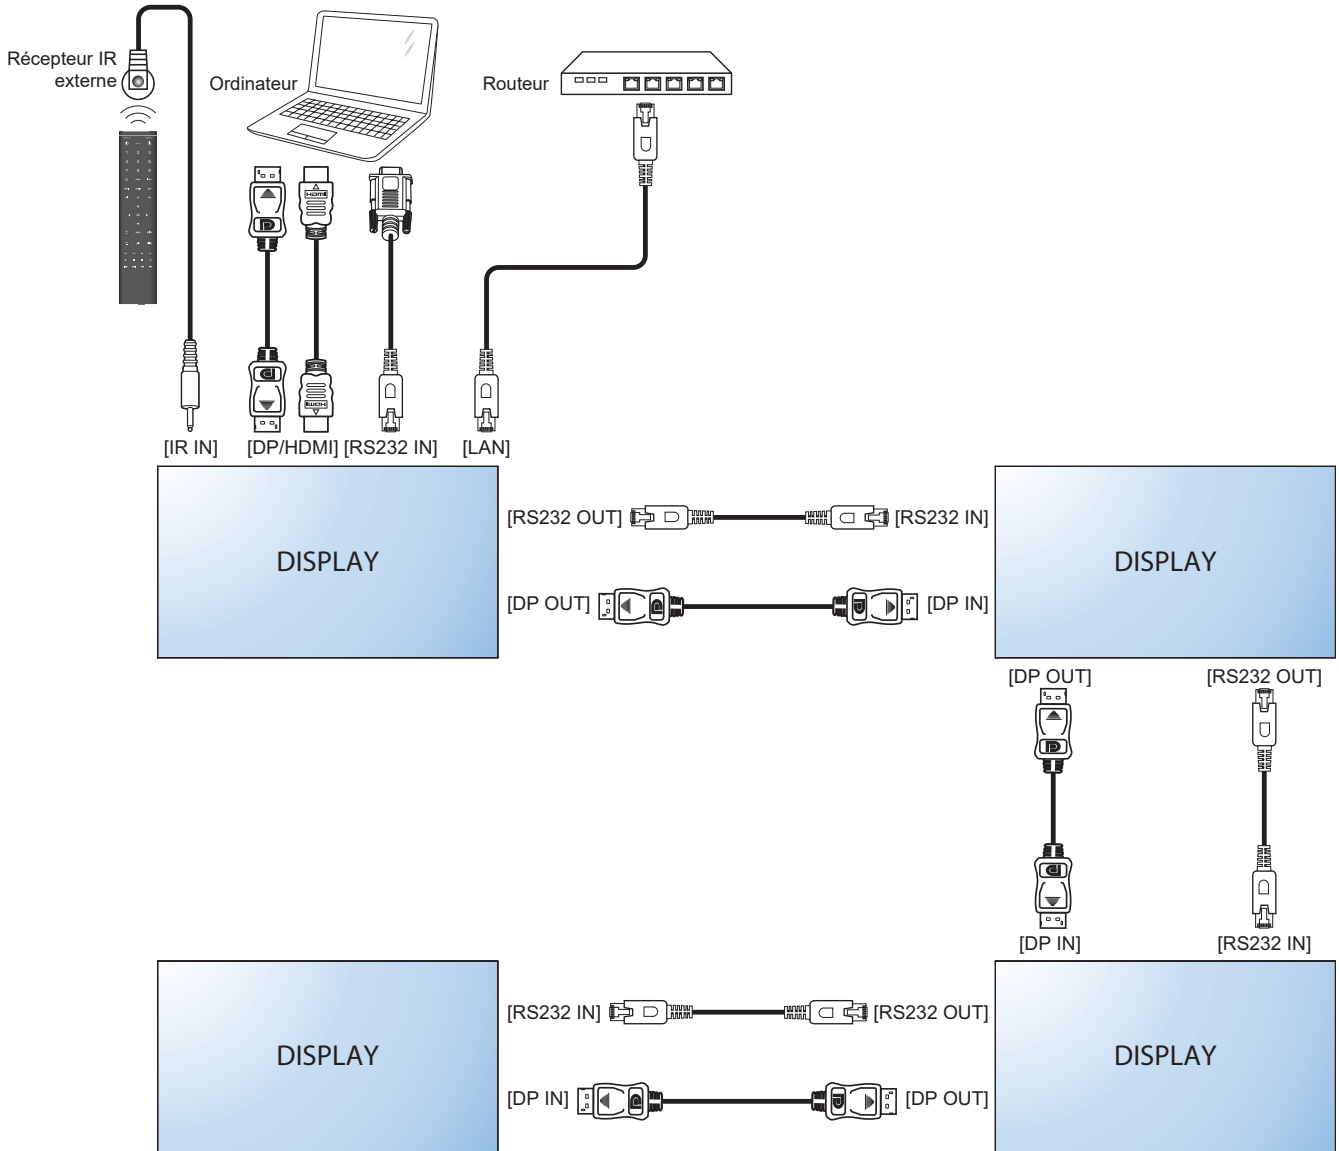 Récepteur IR
externe
Ordinateur
Routeur
HDMI
HDMI
[IR IN]
[DP/HDMI]
[RS232 IN]
[LAN]
DISPLAY
[RS232 OUT]
[RS232 IN]
[DP OUT]
[DP IN]
DISPLAY
[DP OUT]
[RS232 OUT]
[DP IN]
[RS232 IN]
DISPLAY
[RS232 IN]
[RS232 OUT]
[DP IN]
[DP OUT]
DISPLAY